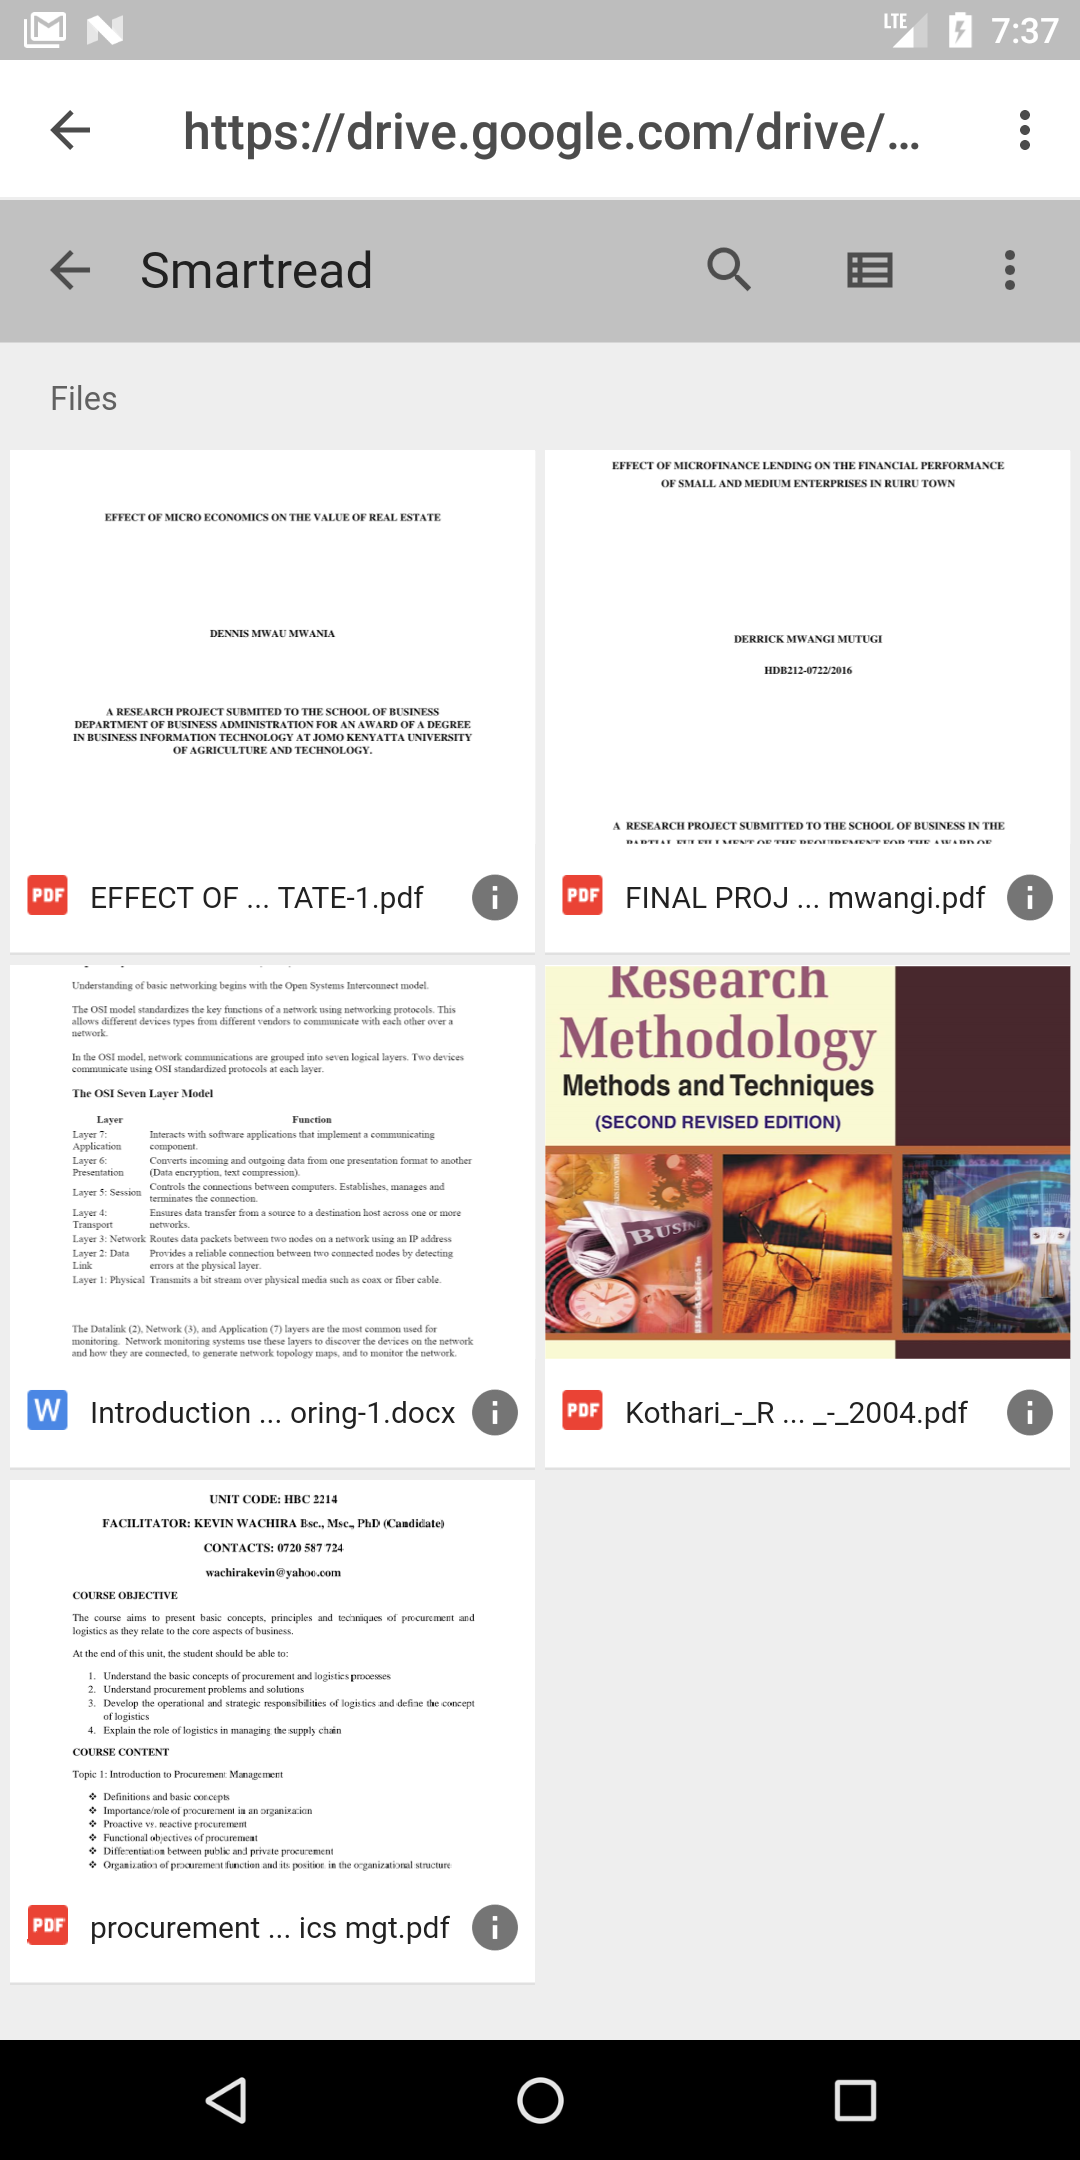 LTE 7:37
https://drive.google.com/drive/...
Smartread
Files
EFFECT OF MICRO ECONOMICS ON THE VALUE OF REAL ESTATE
DENNIS MWAU MWANIA
A RESEARCH PROJECT SUBMITED TO THE SCHOOL OF BUSINESS
DEPARTMENT OF BUSINESS ADMINISTRATION FOR AN AWARD OF A DEGREE
IN BUSINESS INFORMATION TECHNOLOGY AT JOMO KENYATTA UNIVERSITY
OF AGRICULTURE AND TECHNOLOGY.
PDF EFFECT OF ... TATE-1.pdf
EFFECT OF MICROFINANCE LENDING ON THE FINANCIAL PERFORMANCE
OF SMALL AND MEDIUM ENTERPRISES IN RUIRU TOWN
DERRICK MWANGI MUTUGI
HDB212-0722/2016
A RESEARCH PROJECT SUBMITTED TO THE SCHOOL OF BUSINESS IN THE
PARTIAL FULFILLMENT OF THE REQUIREMENT FOR THE AWARD OF
PDF FINAL PROJ ... mwangi.pdf
Understanding of basic networking begins with the Open Systems Interconnect model.
The OSI model standardizes the key functions of a network using networking protocols. This
allows different devices types from different vendors to communicate with each other over a
network.
In the OSI model, network communications are grouped into seven logical layers. Two devices
communicate using OSI standardized protocols at each layer.
The OSI Seven Layer Model
Layer Function
Layer 7: Interacts with software applications that implement a communicating
Application component.
Layer 6: Converts incoming and outgoing data from one presentation format to another
Presentation (Data encryption, text compression).
Layer 5: Session Controls the connections between computers. Establishes, manages and
terminates the connection.
Layer 4: Ensures data transfer from a source to a destination host across one or more
Transport networks.
Layer 3: Network Routes data packets between two nodes on a network using an IP address
Layer 2: Data Provides a reliable connection between two connected nodes by detecting
Link errors at the physical layer.
Layer 1: Physical Transmits a bit stream over physical media such as coax or fiber cable.
The Datalink (2), Network (3), and Application (7) layers are the most common used for
monitoring. Network monitoring systems use these layers to discover the devices on the network
and how they are connected, to generate network topology maps, and to monitor the network.
W Introduction ... oring-1.docx
Research
Methodology
Methods and Techniques
(SECOND REVISED EDITION)
BUSIN
PDF Kothari_-_R ... _-_2004.pdf
UNIT CODE: HBC 2214
FACILITATOR: KEVIN WACHIRA Bsc., Msc., PhD (Candidate)
CONTACTS: 0720 587 724
wachirakevin@yahoo.com
COURSE OBJECTIVE
The course aims to present basic concepts, principles and techniques of procurement and
logistics as they relate to the core aspects of business.
At the end of this unit, the student should be able to:
1. Understand the basic concepts of procurement and logistics processes
2. Understand procurement problems and solutions
3. Develop the operational and strategic responsibilities of logistics and define the concept
of logistics
4. Explain the role of logistics in managing the supply chain
COURSE CONTENT
Topic 1: Introduction to Procurement Management
❖ Definitions and basic concepts
❖ Importance/role of procurement in an organization
❖ Proactive vs. reactive procurement
❖ Functional objectives of procurement
❖ Differentiation between public and private procurement
❖ Organization of procurement function and its position in the organizational structure
PDF procurement ... ics mgt.pdf